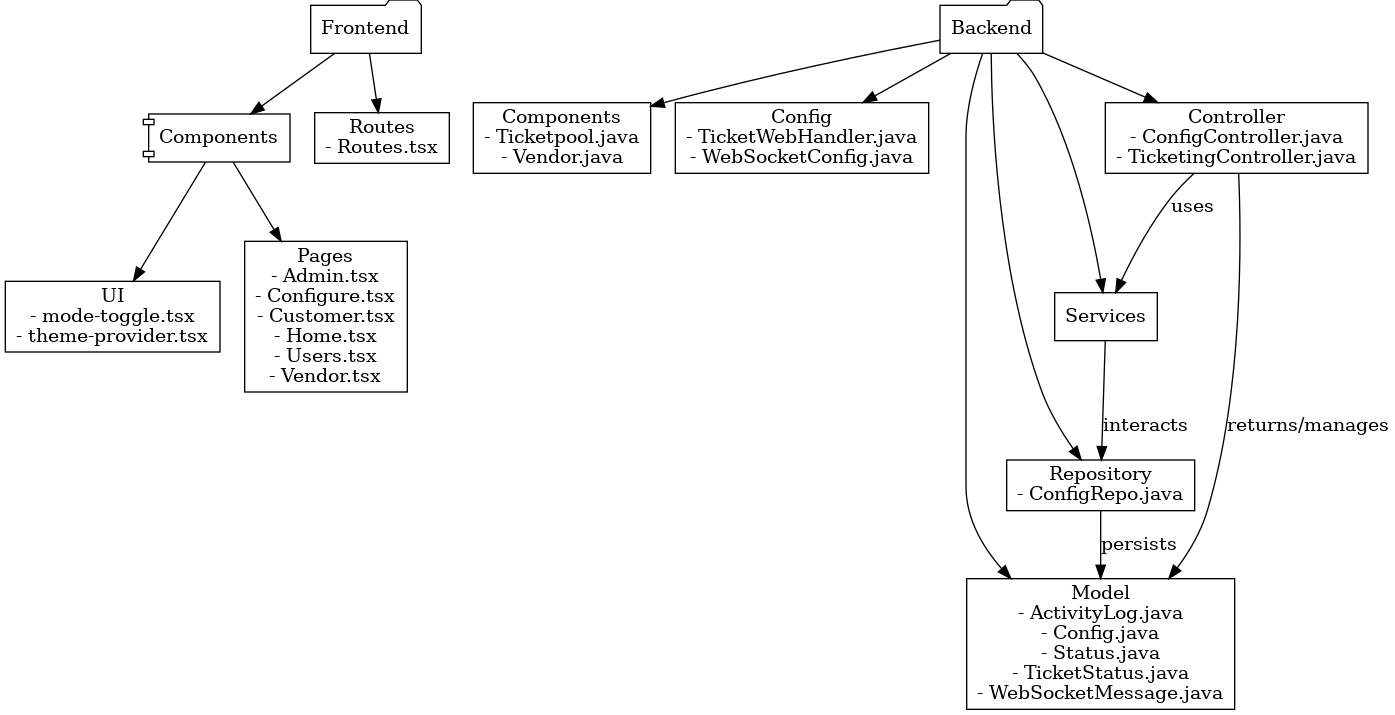 Frontend
Components
Routes
- Routes.tsx
UI
- mode-toggle.tsx
- theme-provider.tsx
Pages
- Admin.tsx
- Configure.tsx
- Customer.tsx
- Home.tsx
- Users.tsx
- Vendor.tsx
Backend
Components
- Ticketpool.java
- Vendor.java
Config
- TicketWebHandler.java
- WebSocketConfig.java
Controller
- ConfigController.java
- TicketingController.java
uses
Services
interacts
returns/manages
Repository
- ConfigRepo.java
persists
Model
- ActivityLog.java
- Config.java
- Status.java
- TicketStatus.java
- WebSocketMessage.java